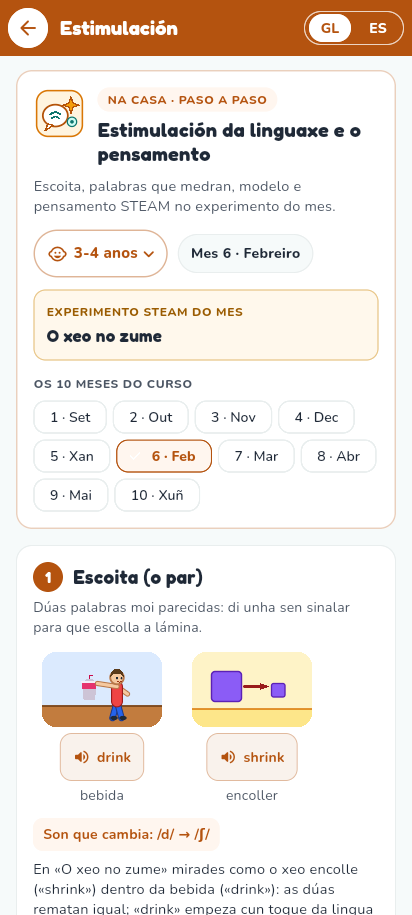 Estimulación
GL ES
NA CASA · PASO A PASO
Estimulación da linguaxe e o
pensamento
Escoita, palabras que medran, modelo e
pensamento STEAM no experimento do mes.
3-4 anos
Mes 6 · Febreiro
EXPERIMENTO STEAM DO MES
O xeo no zume
OS 10 MESES DO CURSO
1 · Set
2 · Out
3 · Nov
4 · Dec
5 · Xan
6 · Feb
7 · Mar
8 · Abr
9 · Mai
10 · Xuñ
1 Escoita (o par)
Dúas palabras moi parecidas: di unha sen sinalar
para que escolla a lámina.
drink
shrink
bebida
encoller
Son que cambia: /d/ → /ʃ/
En «O xeo no zume» mirades como o xeo encolle
(«shrink») dentro da bebida («drink»): as dúas
rematan igual; «drink» empeza cun toque da lingua